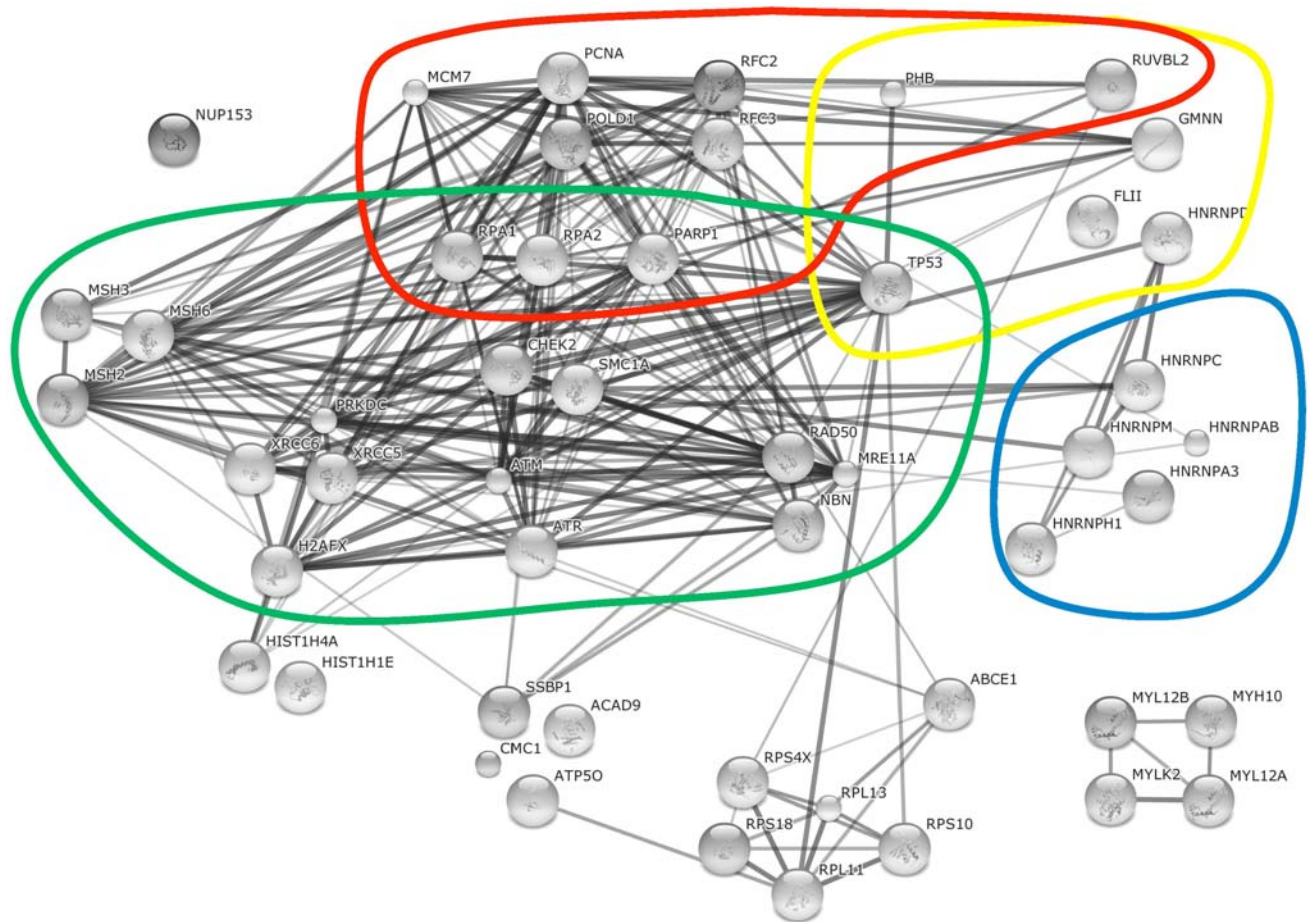 PCNA
RFC2
MCM7
PHB
RUVBL2
NUP153
POLD1
RFC3
GMNN
FLII
HNRNPD
RPA1
RPA2
PARP1
TP53
MSH3
MSH6
CHEK2
SMC1A
HNRNPC
MSH2
PRKDC
HNRNPM
HNRNPAB
XRCC6
XRCC5
ATM
RAD50
MRE11A
HNRNPA3
NBN
ATR
HNRNPH1
H2AFX
HIST1H4A
HIST1H1E
SSBP1
ACAD9
ABCE1
MYL12B
MYH10
CMC1
RPS4X
ATP5O
RPL13
MYLK2
MYL12A
RPS18
RPS10
RPL11